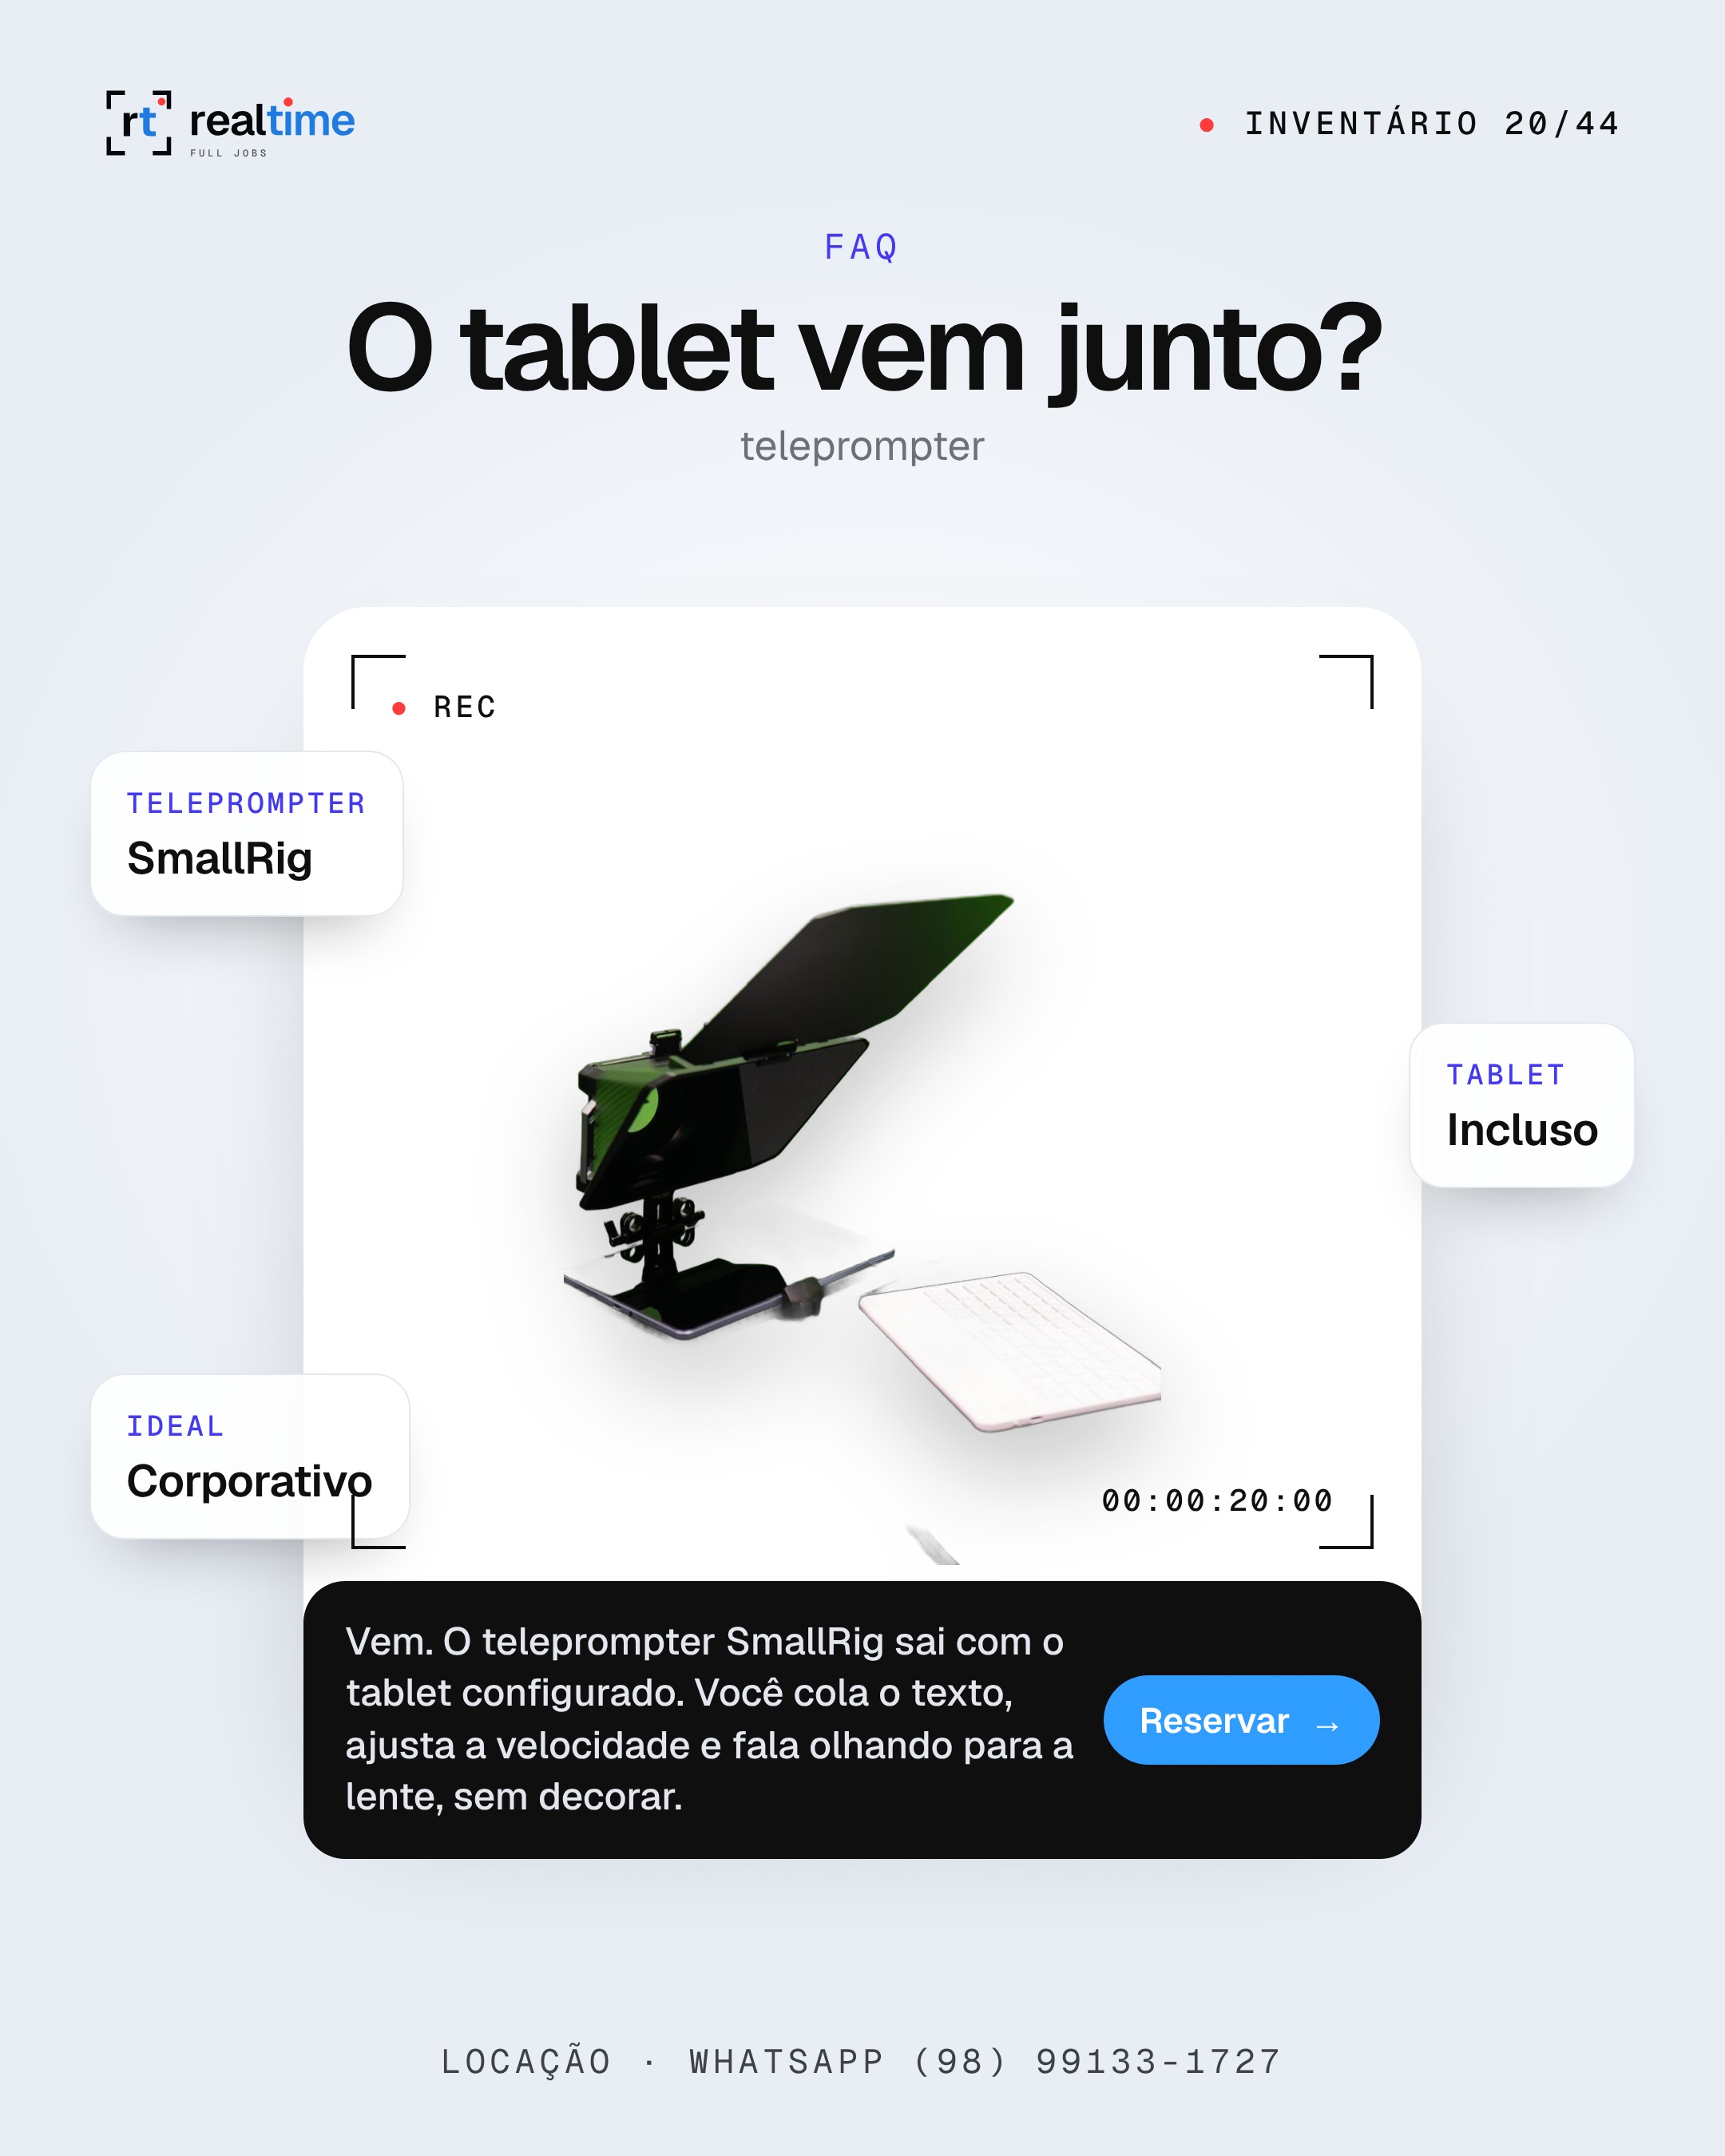 rt realtime
FULL JOBS
INVENTÁRIO 20/44
FAQ
O tablet vem junto?
teleprompter
REC
TELEPROMPTER
SmallRig
TABLET
Incluso
IDEAL
Corporativo
00:00:20:00
Vem. O teleprompter SmallRig sai com o
tablet configurado. Você cola o texto,
ajusta a velocidade e fala olhando para a
lente, sem decorar.
Reservar →
LOCAÇÃO · WHATSAPP (98) 99133-1727